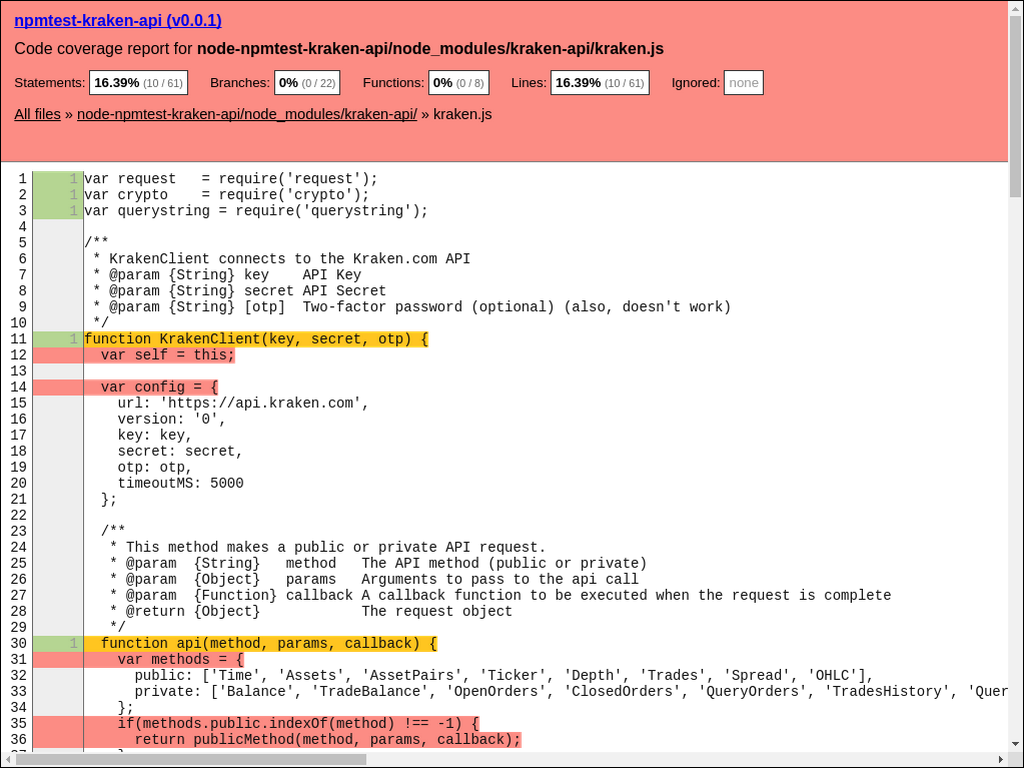 npmtest-kraken-api (v0.0.1)
Code coverage report for node-npmtest-kraken-api/node_modules/kraken-api/kraken.js
Statements: 16.39% (10 / 61) Branches: 0% (0 / 22) Functions: 0% (0 / 8) Lines: 16.39% (10 / 61) Ignored: none
All files » node-npmtest-kraken-api/node_modules/kraken-api/ » kraken.js
1 1 var request   = require('request');
2 1 var crypto    = require('crypto');
3 1 var querystring = require('querystring');
4
5 /**
6  * KrakenClient connects to the Kraken.com API
7  * @param {String} key    API Key
8  * @param {String} secret API Secret
9  * @param {String} [otp]  Two-factor password (optional) (also, doesn't work)
10  */
11 1 function KrakenClient(key, secret, otp) {
12   var self = this;
13
14   var config = {
15     url: 'https://api.kraken.com',
16     version: '0',
17     key: key,
18     secret: secret,
19     otp: otp,
20     timeoutMS: 5000
21   };
22
23   /**
24    * This method makes a public or private API request.
25    * @param  {String}   method   The API method (public or private)
26    * @param  {Object}   params   Arguments to pass to the api call
27    * @param  {Function} callback A callback function to be executed when the request is complete
28    * @return {Object}            The request object
29    */
30 1   function api(method, params, callback) {
31     var methods = {
32       public: ['Time', 'Assets', 'AssetPairs', 'Ticker', 'Depth', 'Trades', 'Spread', 'OHLC'],
33       private: ['Balance', 'TradeBalance', 'OpenOrders', 'ClosedOrders', 'QueryOrders', 'TradesHistory', 'Quer
34     };
35     if(methods.public.indexOf(method) !== -1) {
36       return publicMethod(method, params, callback);